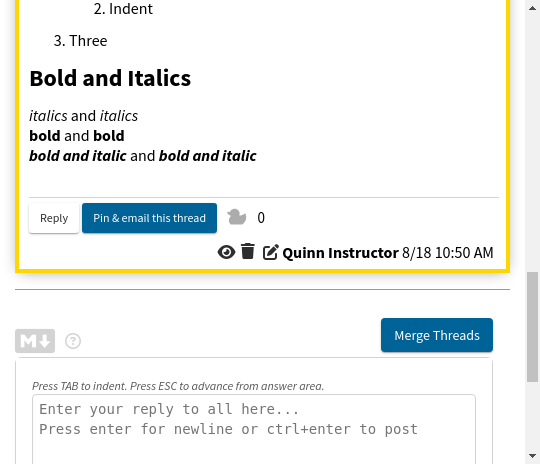 2. Indent
3. Three
Bold and Italics
italics and italics
bold and bold
bold and italic and bold and italic
Reply
Pin & email this thread
0
Quinn Instructor 8/18 10:50 AM
M
?
Merge Threads
Press TAB to indent. Press ESC to advance from answer area.
Enter your reply to all here...
Press enter for newline or ctrl+enter to post